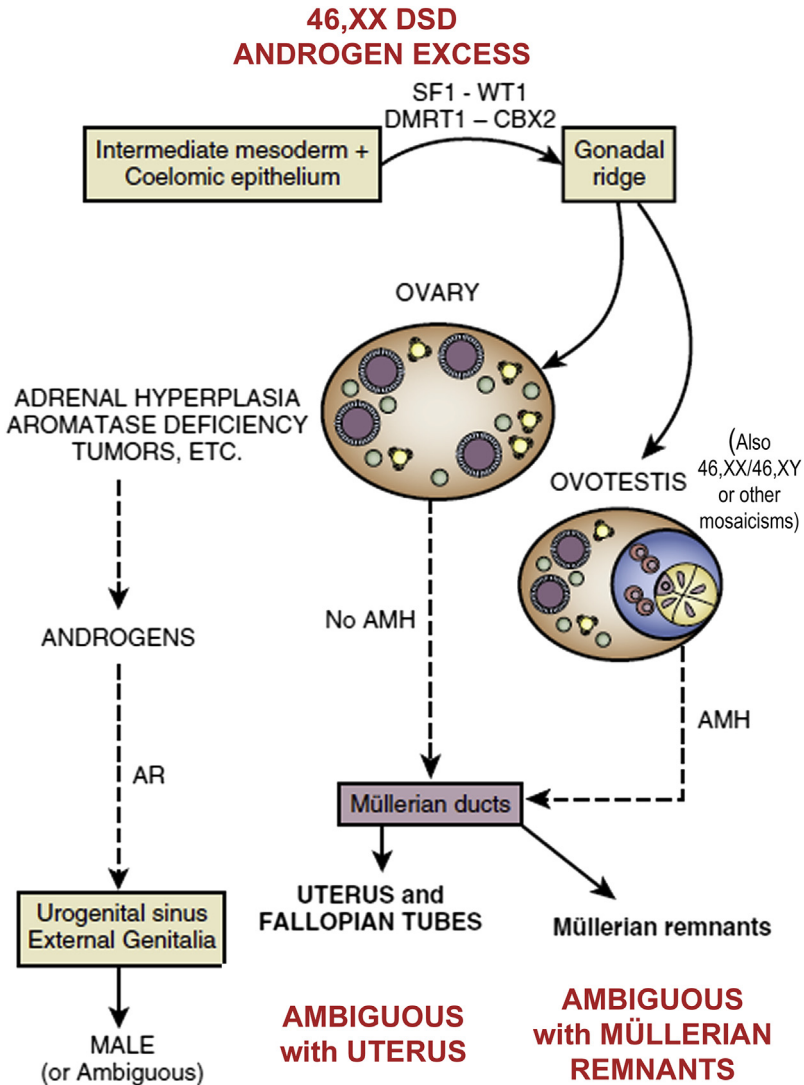 46,XX DSD
ANDROGEN EXCESS
SF1 - WT1
DMRT1 – CBX2
Intermediate mesoderm +
Coelomic epithelium
Gonadal
ridge
OVARY
ADRENAL HYPERPLASIA
AROMATASE DEFICIENCY
TUMORS, ETC.
OVOTESTIS
(Also
46,XX/46,XY
or other
mosaicisms)
No AMH
ANDROGENS
AMH
AR
Müllerian ducts
UTERUS and
FALLOPIAN TUBES
Müllerian remnants
Urogenital sinus
External Genitalia
MALE
(or Ambiguous)
AMBIGUOUS
with UTERUS
AMBIGUOUS
with MÜLLERIAN
REMNANTS